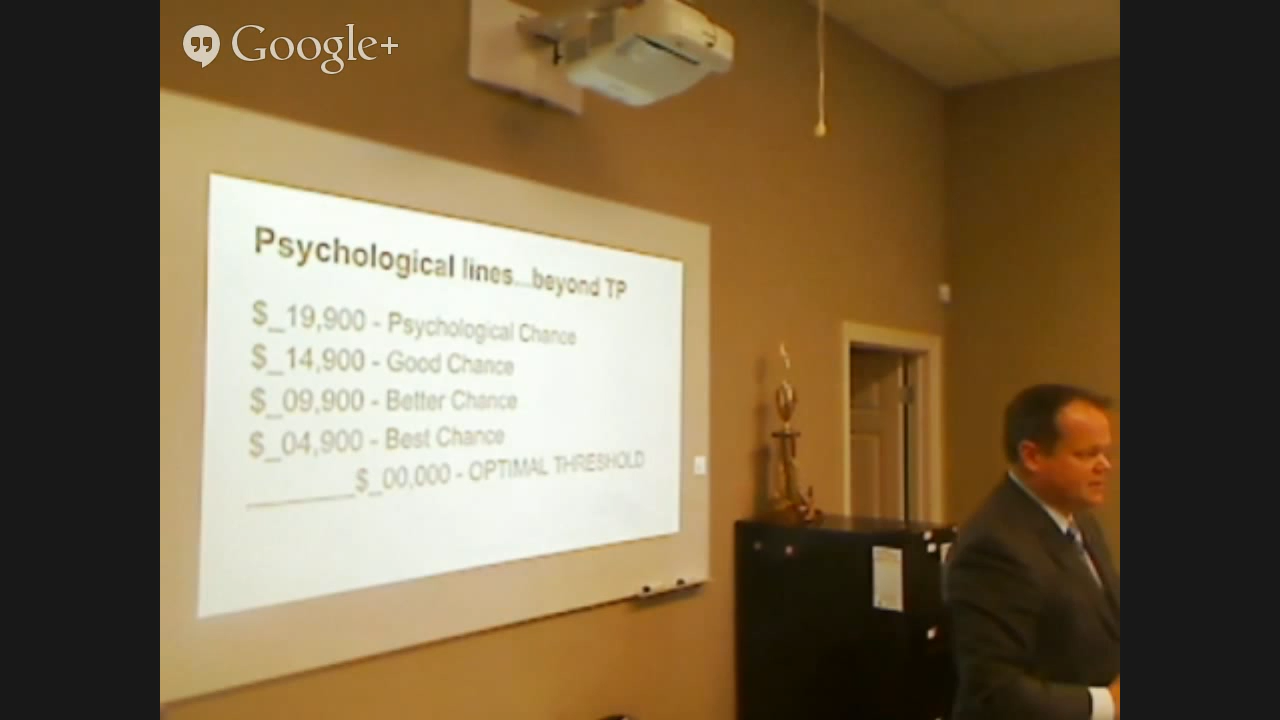 Google+
Psychological lines...beyond TP
$_19,900 - Psychological Chance
$_14,900 - Good Chance
$_09,900 - Better Chance
$_04,900 - Best Chance
_______$_00,000 - OPTIMAL THRESHOLD